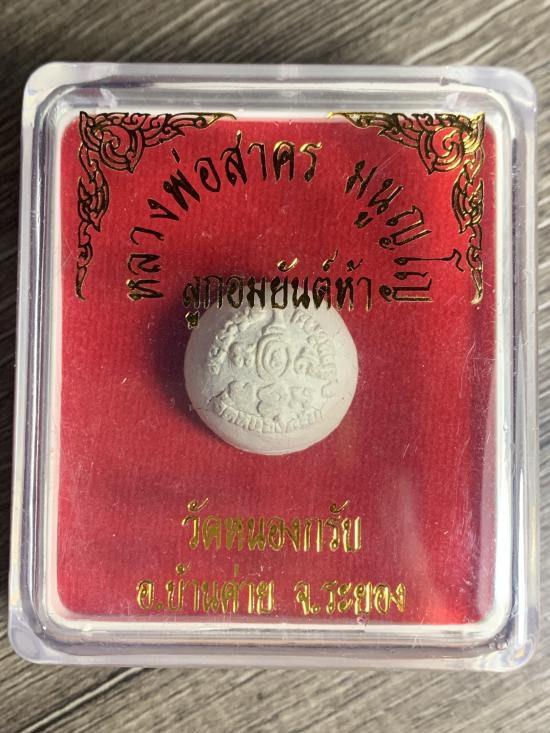 หลวงพ่อสาคร มนุญฺโญ
ลูกอมยันต์ห้า
วัดหนองกรับ
อ.บ้านค่าย จ.ระยอง